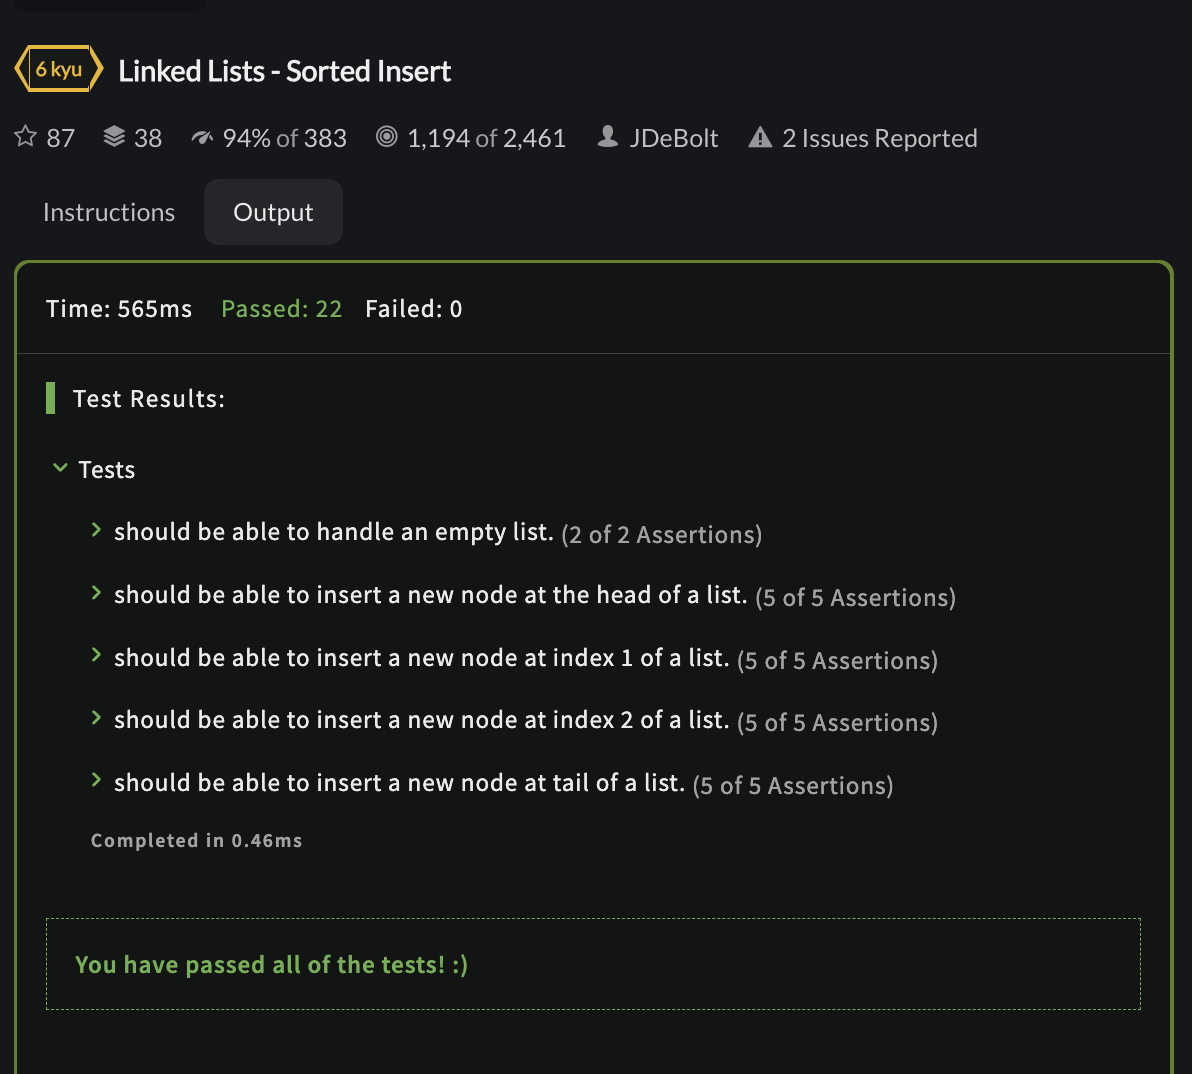 6 kyu Linked Lists - Sorted Insert
87 38 94% of 383 1,194 of 2,461 JDeBolt 2 Issues Reported
Instructions Output
Time: 565ms Passed: 22 Failed: 0
Test Results:
Tests
should be able to handle an empty list. (2 of 2 Assertions)
should be able to insert a new node at the head of a list. (5 of 5 Assertions)
should be able to insert a new node at index 1 of a list. (5 of 5 Assertions)
should be able to insert a new node at index 2 of a list. (5 of 5 Assertions)
should be able to insert a new node at tail of a list. (5 of 5 Assertions)
Completed in 0.46ms
You have passed all of the tests! :)